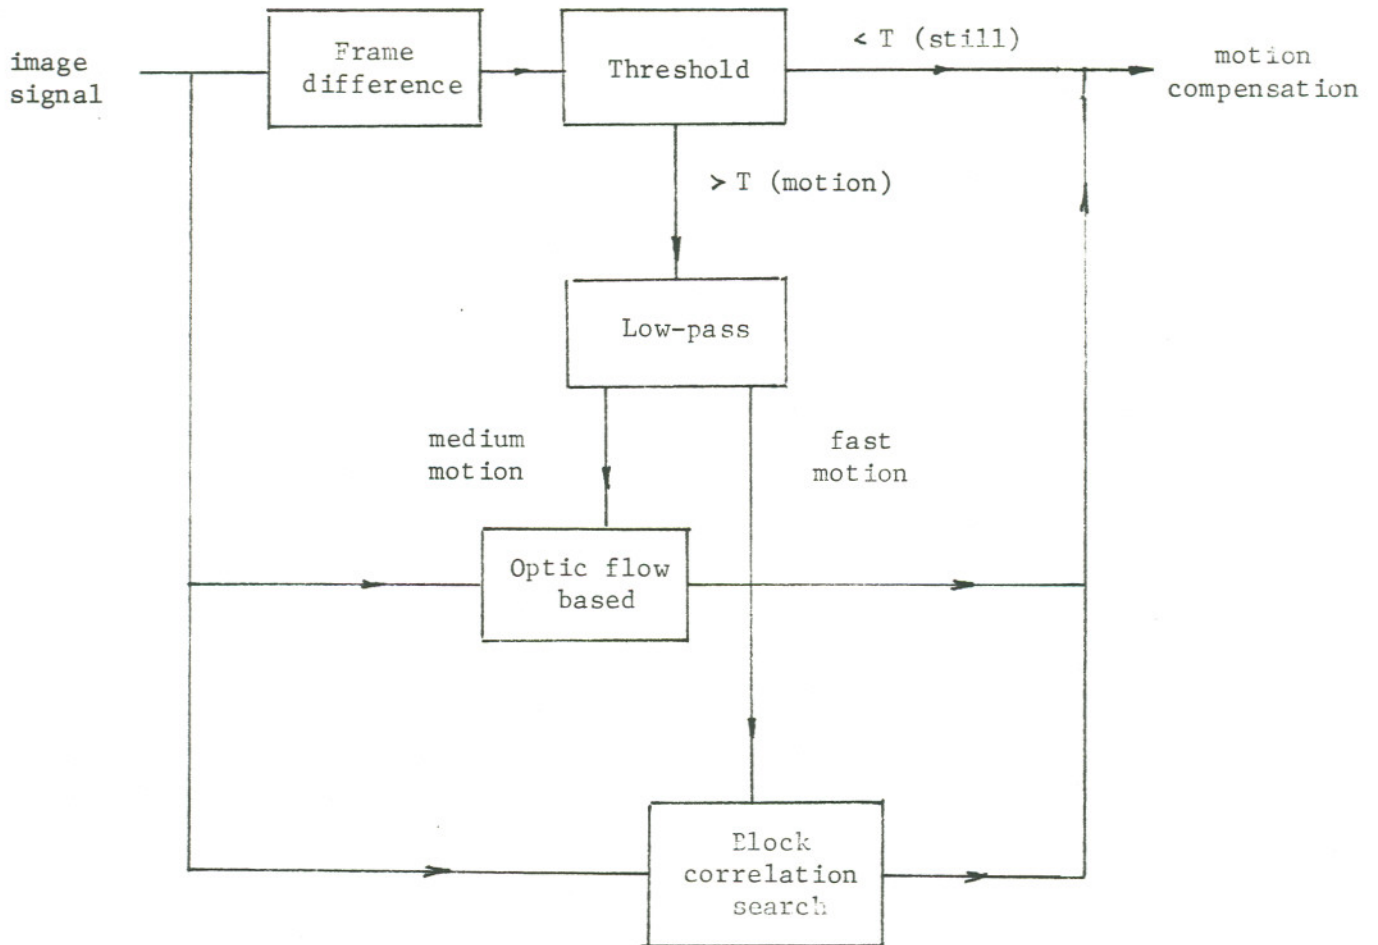 image
signal
Frame
difference
Threshold
< T (still)
motion
compensation
> T (motion)
Low-pass
medium
motion
fast
motion
Optic flow
based
Block
correlation
search